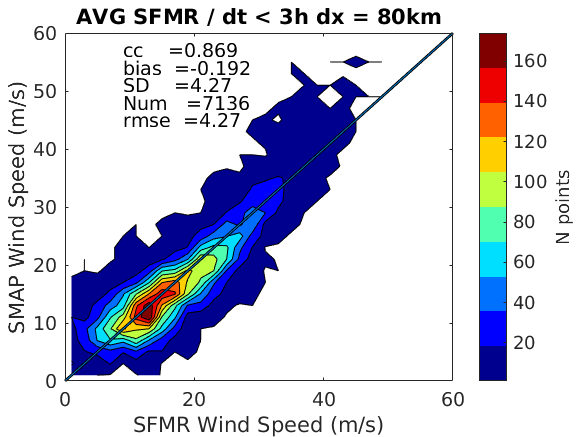 AVG SFMR / dt < 3h dx = 80km
cc =0.869
bias =-0.192
SD =4.27
Num =7136
rmse =4.27
60
50
40
30
20
10
0
SMAP Wind Speed (m/s)
0 20 40 60
SFMR Wind Speed (m/s)
160
140
120
100
80
60
40
20
N points